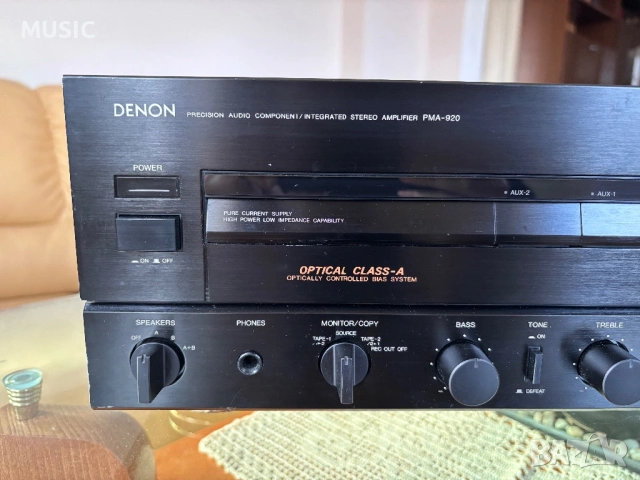 MUSIC
DENON PRECISION AUDIO COMPONENT/INTEGRATED STEREO AMPLIFIER PMA-920
POWER
AUX-2 AUX-1
PURE CURRENT SUPPLY
HIGH POWER LOW IMPEDANCE CAPABILITY
ON OFF
OPTICAL CLASS-A
OPTICALLY CONTROLLED BIAS SYSTEM
SPEAKERS PHONES MONITOR/COPY BASS TONE TREBLE
OFF A B A+B
SOURCE
TAPE-1 TAPE-2
REC OUT OFF
ON
DEFEAT
BAZAR